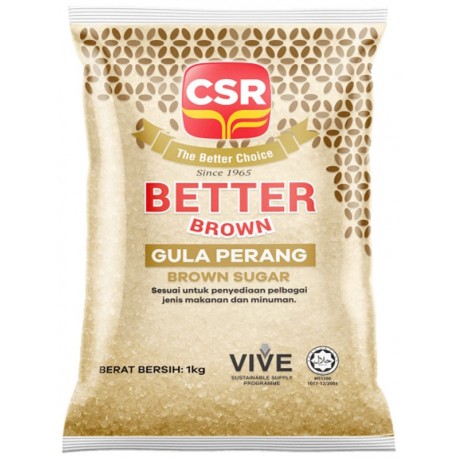 CSR
The Better Choice
Since 1965
BETTER
BROWN
GULA PERANG
BROWN SUGAR
Sesuai untuk penyediaan pelbagai
jenis makanan dan minuman.
BERAT BERSIH: 1kg
VIVE
SUSTAINABLE SUPPLY
PROGRAMME